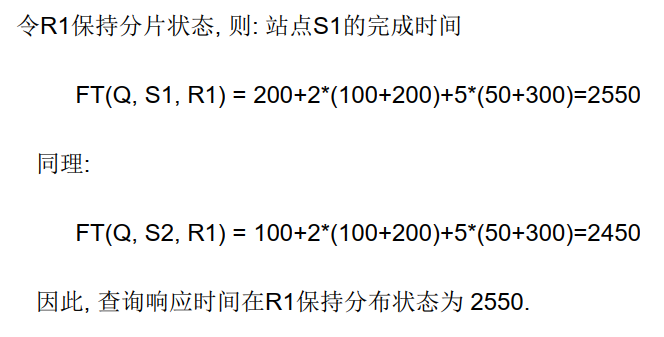 令R1保持分片状态, 则: 站点S1的完成时间
FT(Q, S1, R1) = 200+2*(100+200)+5*(50+300)=2550
同理:
FT(Q, S2, R1) = 100+2*(100+200)+5*(50+300)=2450
因此, 查询响应时间在R1保持分布状态为 2550.